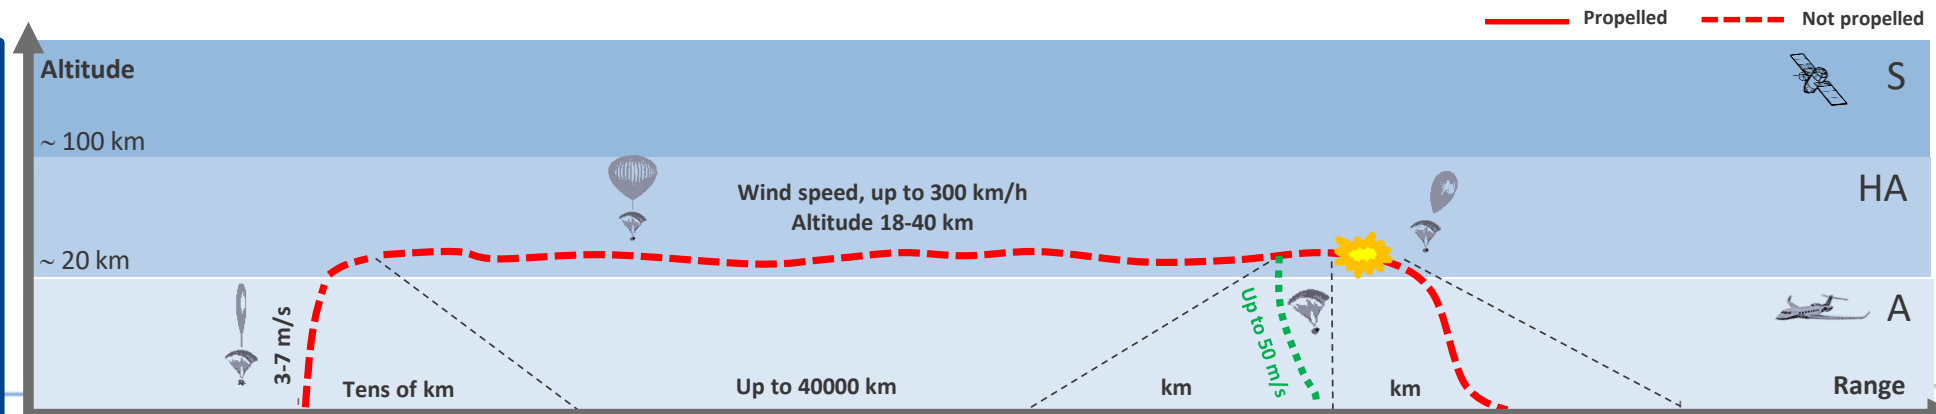 Propelled
Not propelled
Altitude
S
~ 100 km
HA
Wind speed, up to 300 km/h
Altitude 18-40 km
~ 20 km
A
3-7 m/s
Up to 50 m/s
Tens of km
Up to 40000 km
km
km
Range